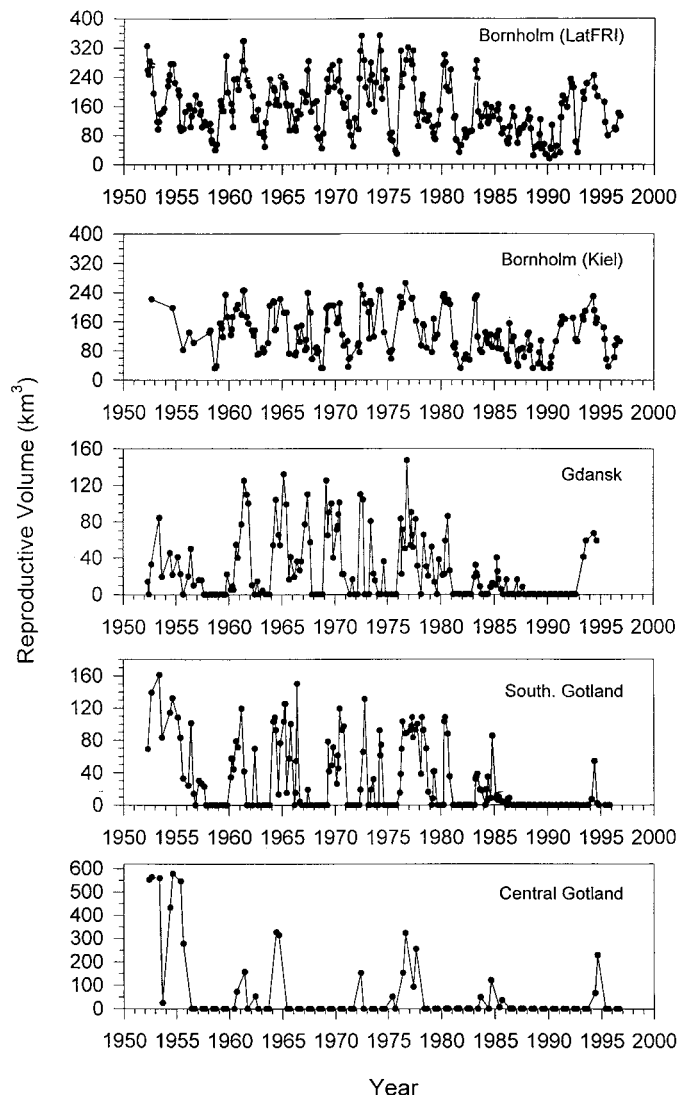 Reproductive Volume (km³)
Bornholm (LatFRI)
400
320
240
160
80
0
1950 1955 1960 1965 1970 1975 1980 1985 1990 1995 2000
Bornholm (Kiel)
400
320
240
160
80
0
1950 1955 1960 1965 1970 1975 1980 1985 1990 1995 2000
Gdansk
160
120
80
40
0
1950 1955 1960 1965 1970 1975 1980 1985 1990 1995 2000
South. Gotland
160
120
80
40
0
1950 1955 1960 1965 1970 1975 1980 1985 1990 1995 2000
Central Gotland
600
500
400
300
200
100
0
1950 1955 1960 1965 1970 1975 1980 1985 1990 1995 2000
Year